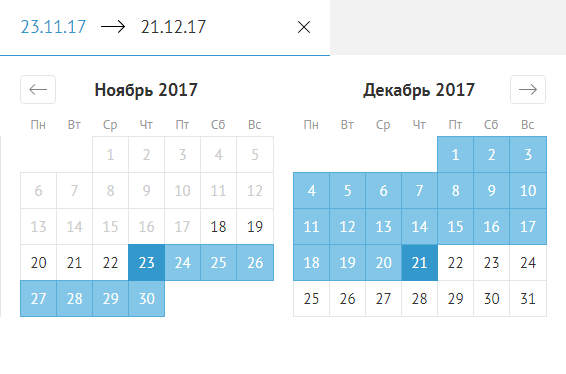 23.11.17 → 21.12.17 ×
← Ноябрь 2017
Пн Вт Ср Чт Пт Сб Вс
1 2 3 4 5
6 7 8 9 10 11 12
13 14 15 16 17 18 19
20 21 22 23 24 25 26
27 28 29 30
Декабрь 2017 →
Пн Вт Ср Чт Пт Сб Вс
1 2 3
4 5 6 7 8 9 10
11 12 13 14 15 16 17
18 19 20 21 22 23 24
25 26 27 28 29 30 31